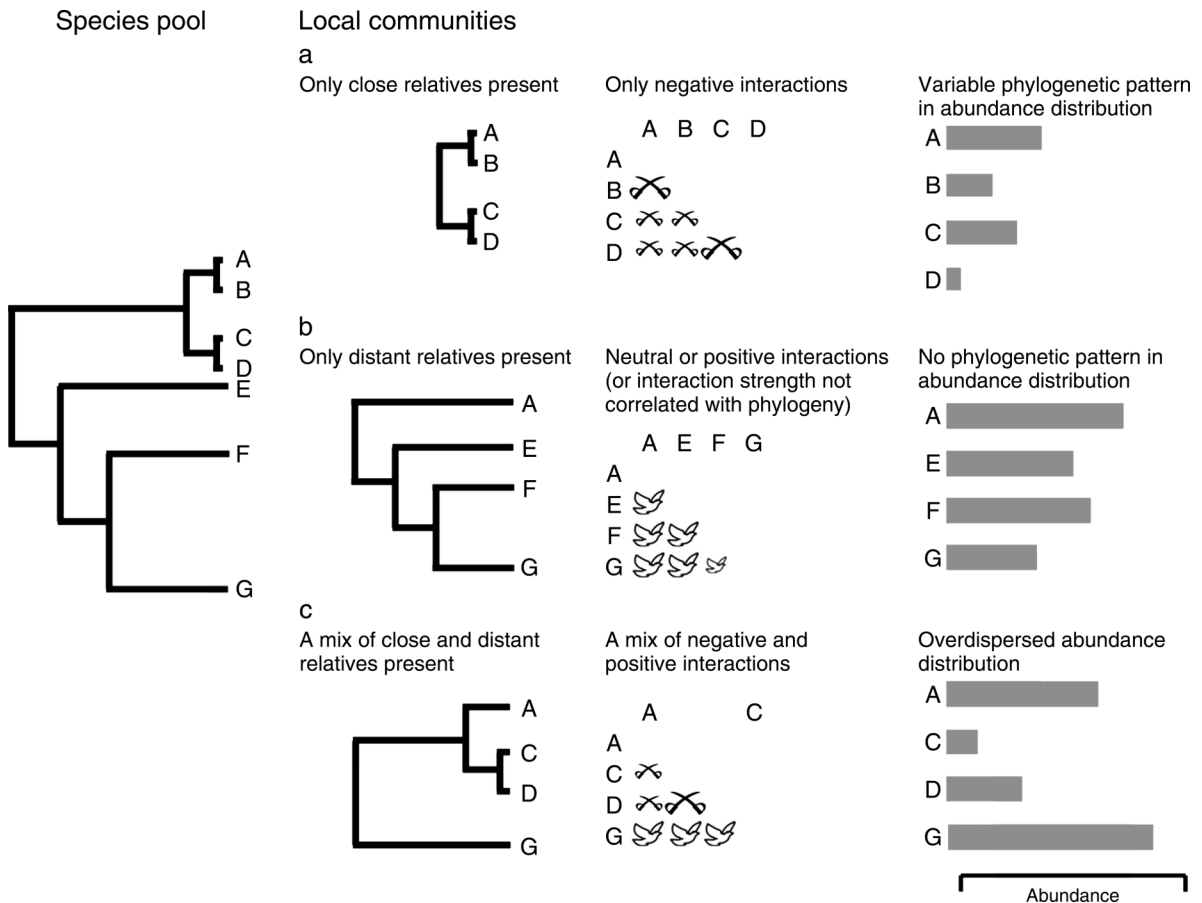 Species pool
Local communities
a
Only close relatives present
Only negative interactions
Variable phylogenetic pattern
in abundance distribution
A
B
C
D
A B C D
A
B
C
D
A
B
C
D
A
B
C
D
E
F
G
b
Only distant relatives present
Neutral or positive interactions
(or interaction strength not
correlated with phylogeny)
No phylogenetic pattern in
abundance distribution
A
E
F
G
A E F G
A
E
F
G
A
E
F
G
c
A mix of close and distant
relatives present
A mix of negative and
positive interactions
Overdispersed abundance
distribution
A
C
D
G
A C
A
C
D
G
A
C
D
G
Abundance